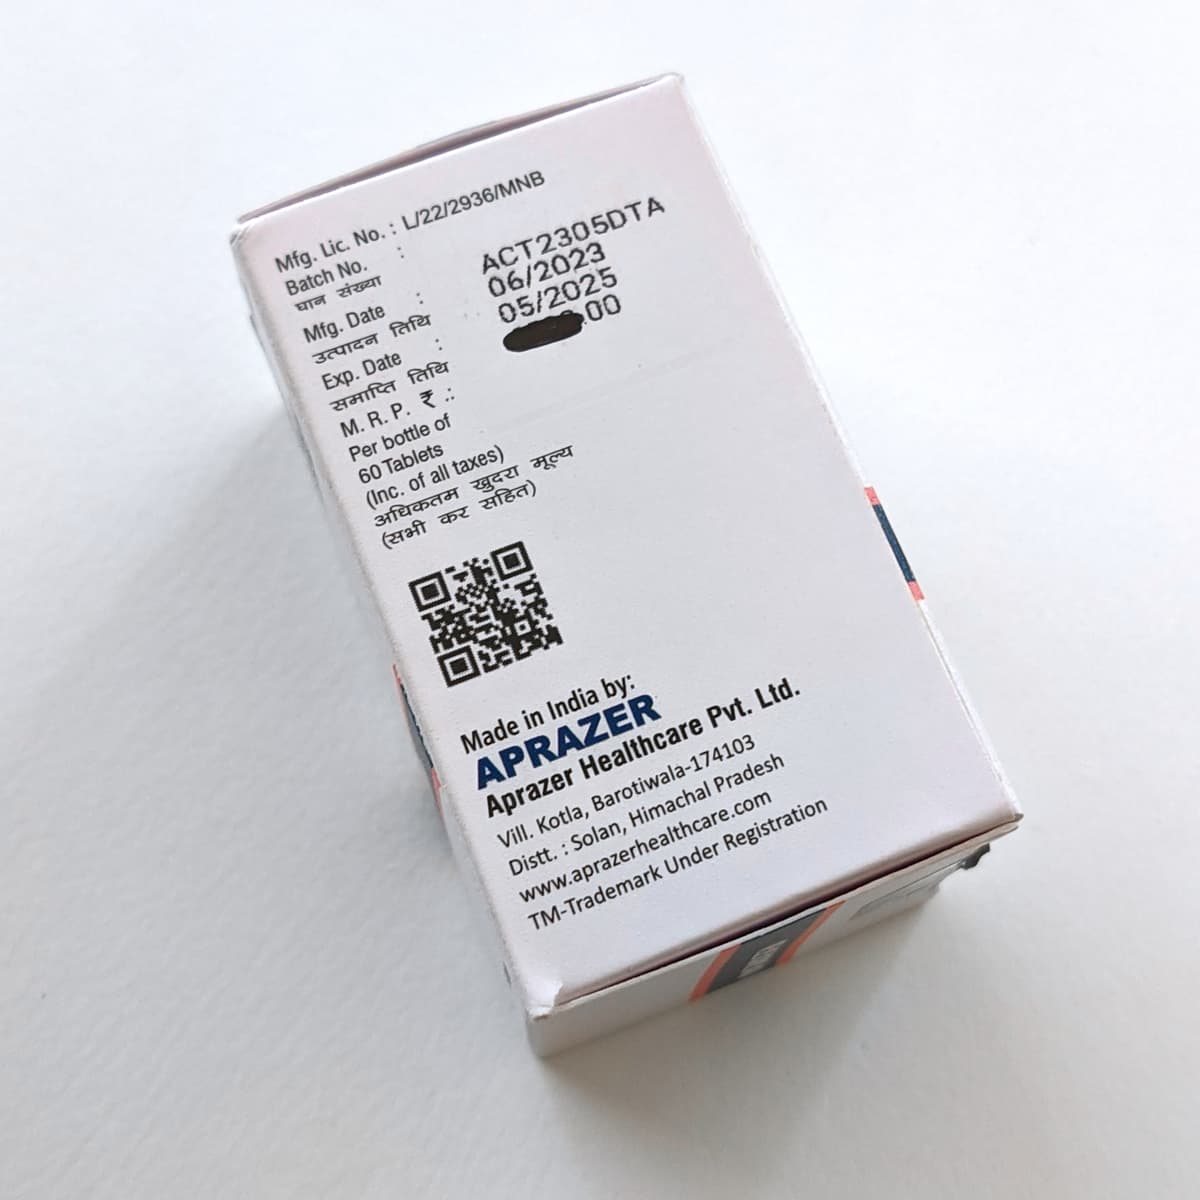 Mfg. Lic. No. : L/22/2936/MNB
Batch No. : ACT2305DTA
घान संख्या
Mfg. Date : 06/2023
उत्पादन तिथि
Exp. Date : 05/2025
समाप्ति तिथि
M. R. P. ₹ .: .00
Per bottle of
60 Tablets
(Inc. of all taxes)
अधिकतम खुदरा मूल्य
(सभी कर सहित)
Made in India by:
APRAZER
Aprazer Healthcare Pvt. Ltd.
Vill. Kotla, Barotiwala-174103
Distt. : Solan, Himachal Pradesh
www.aprazerhealthcare.com
TM-Trademark Under Registration